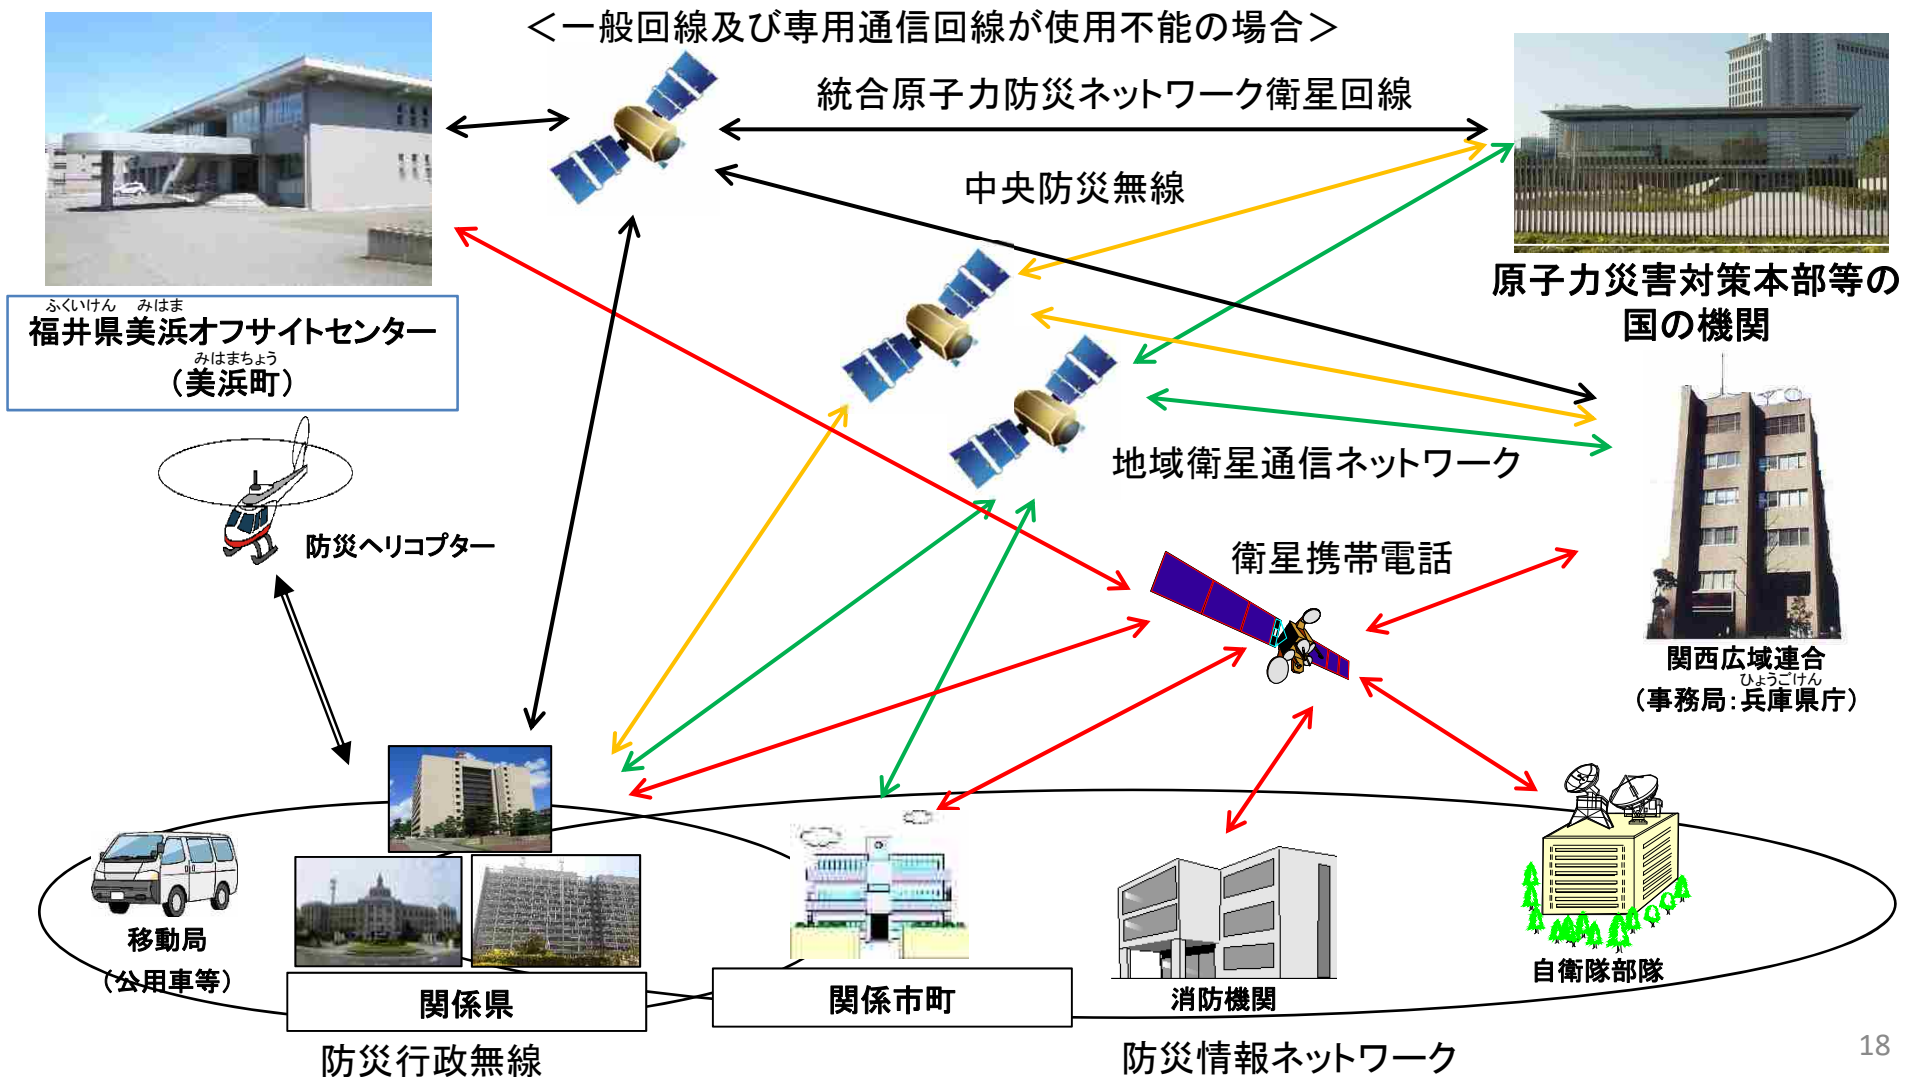 ＜一般回線及び専用通信回線が使用不能の場合＞
統合原子力防災ネットワーク衛星回線
中央防災無線
ふくいけん　みはま
福井県美浜オフサイトセンター
みはまちょう
（美浜町）
原子力災害対策本部等の
国の機関
地域衛星通信ネットワーク
防災ヘリコプター
衛星携帯電話
関西広域連合
ひょうごけん
（事務局：兵庫県庁）
移動局
（公用車等）
関係県
関係市町
消防機関
自衛隊部隊
防災行政無線
防災情報ネットワーク
18